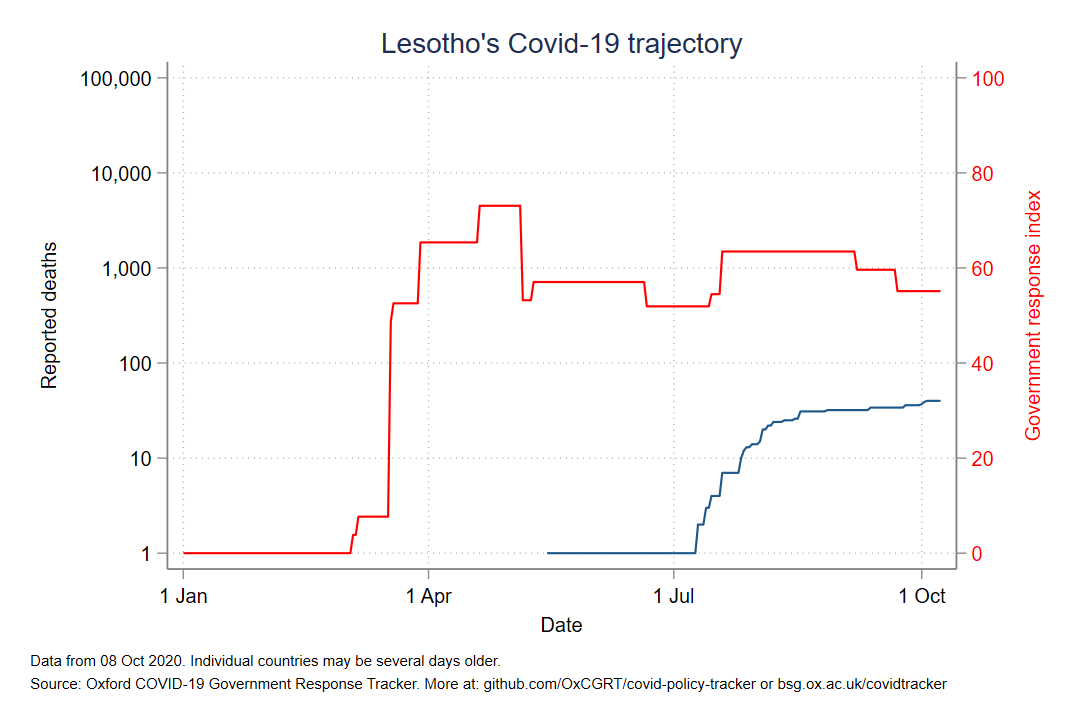 Lesotho's Covid-19 trajectory
100,000
10,000
1,000
100
10
1
Reported deaths
100
80
60
40
20
0
Government response index
1 Jan
1 Apr
1 Jul
1 Oct
Date
Data from 08 Oct 2020. Individual countries may be several days older.
Source: Oxford COVID-19 Government Response Tracker. More at: github.com/OxCGRT/covid-policy-tracker or bsg.ox.ac.uk/covidtracker